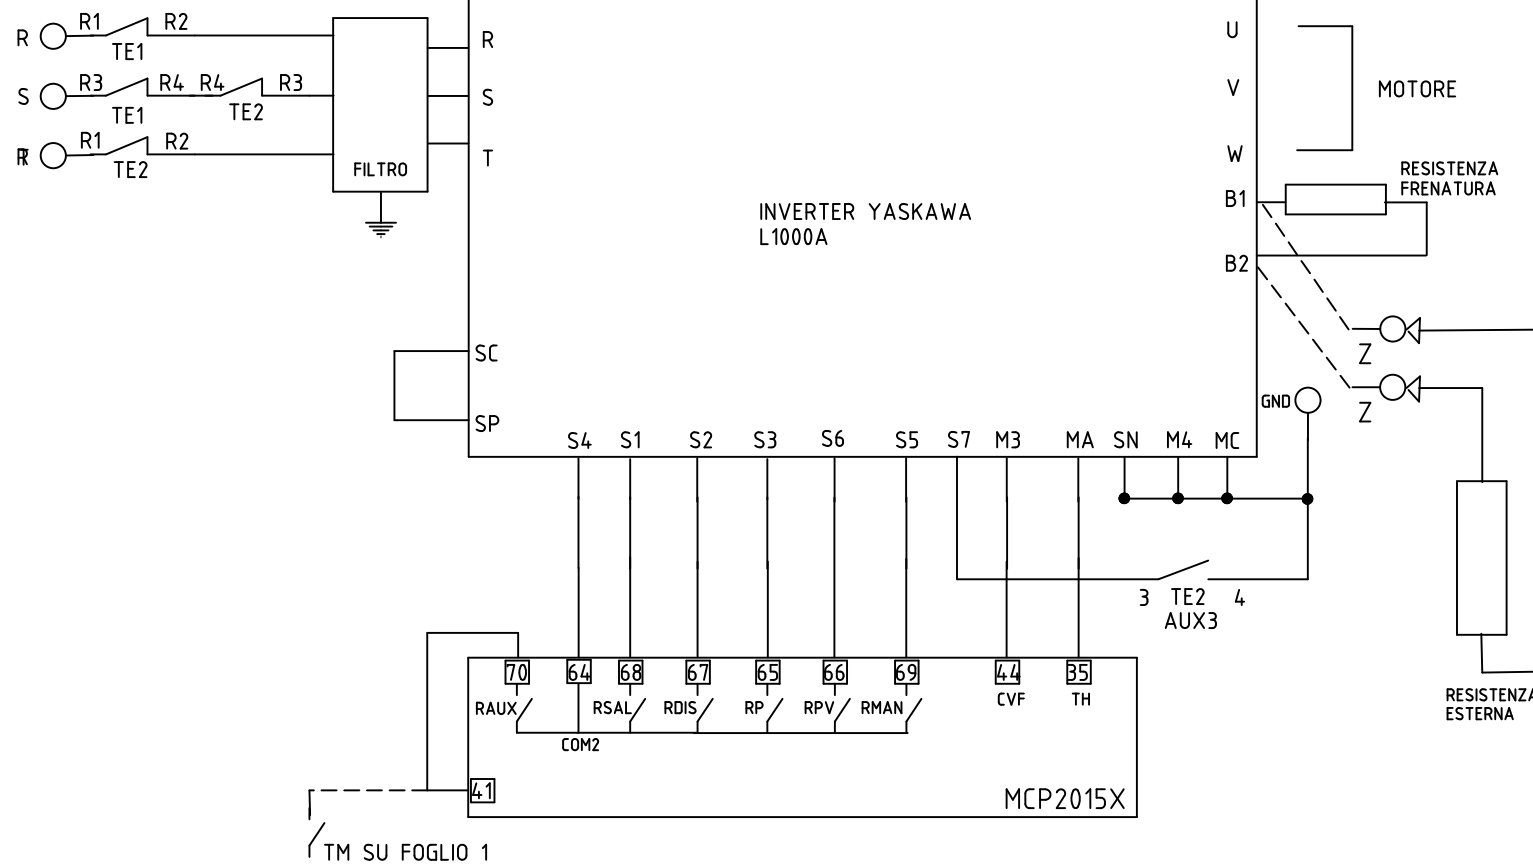 R R1 R2
TE1
S R3 R4 R4 R3
TE1 TE2
R1 R2
TE2
FILTRO
R
S
T
INVERTER YASKAWA
L1000A
U
V
W
B1
B2
MOTORE
RESISTENZA
FRENATURA
Z
Z
GND
SC
SP
S4 S1 S2 S3 S6 S5 S7 M3 MA SN M4 MC
3 TE2 4
AUX3
70 64 68 67 65 66 69 44 35
RAUX RSAL RDIS RP RPV RMAN CVF TH
COM2
41
MCP2015X
TM SU FOGLIO 1
RESISTENZA
ESTERNA